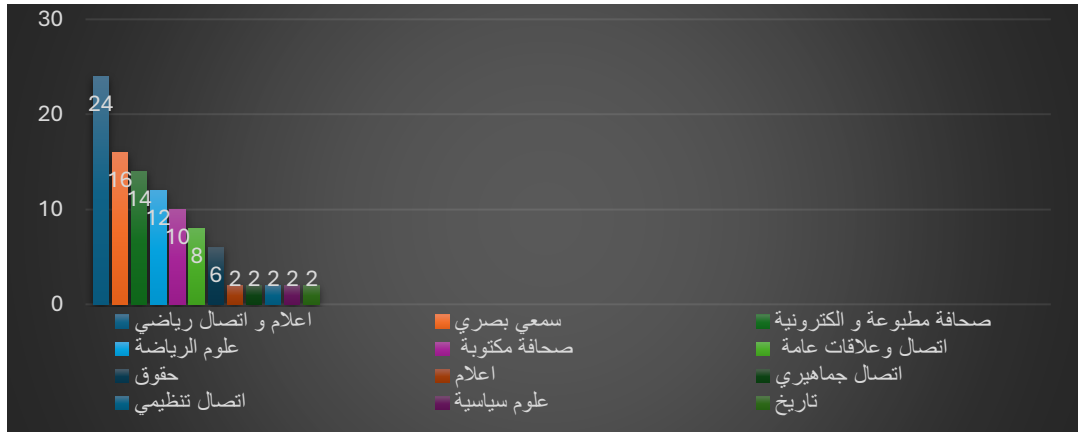 30
20
10
0
24
16
14
12
10
8
6
2
2
2
2
2
اعلام و اتصال رياضي
سمعي بصري
صحافة مطبوعة و الكترونية
علوم الرياضة
صحافة مكتوبة
اتصال وعلاقات عامة
حقوق
اعلام
اتصال جماهيري
اتصال تنظيمي
علوم سياسية
تاريخ